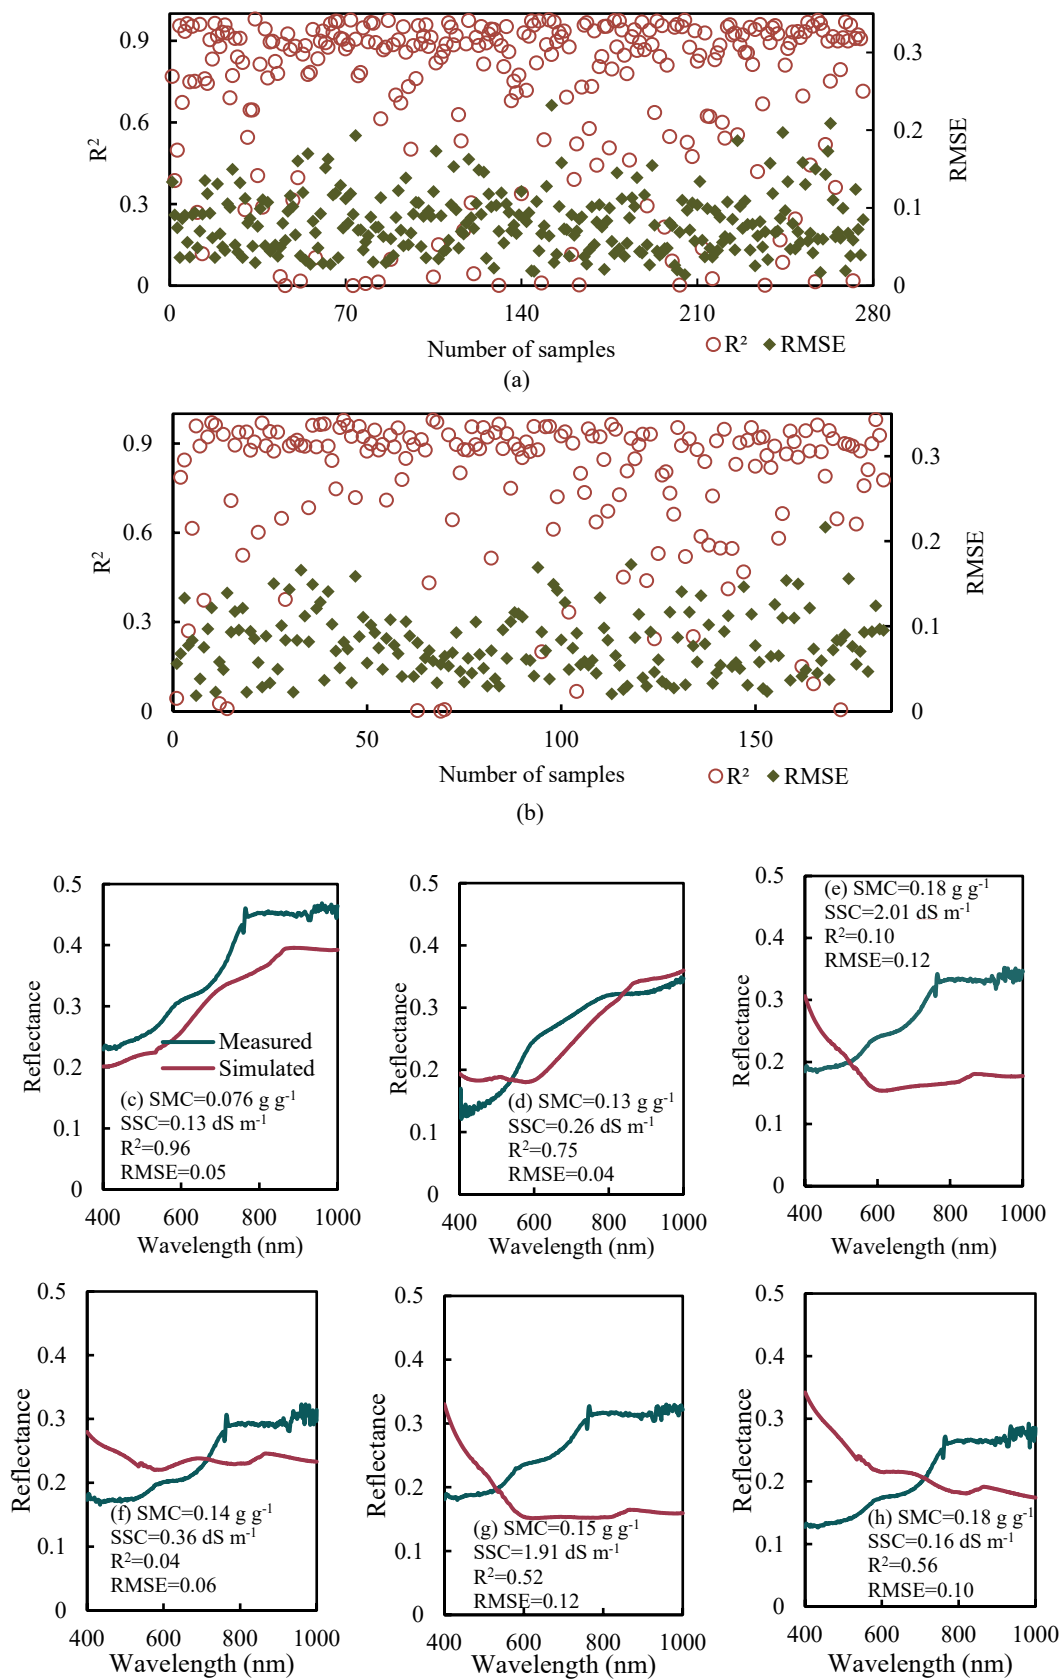 0.9
0.6
0.3
0
R²
0.3
0.2
0.1
0
RMSE
0
70
140
210
280
Number of samples
R²
RMSE
(a)
0.9
0.6
0.3
0
R²
0.3
0.2
0.1
0
RMSE
0
50
100
150
Number of samples
R²
RMSE
(b)
0.5
0.4
0.3
0.2
0.1
0
Reflectance
Measured
Simulated
(c) SMC=0.076 g g⁻¹
SSC=0.13 dS m⁻¹
R²=0.96
RMSE=0.05
400
600
800
1000
Wavelength (nm)
0.5
0.4
0.3
0.2
0.1
0
Reflectance
(d) SMC=0.13 g g⁻¹
SSC=0.26 dS m⁻¹
R²=0.75
RMSE=0.04
400
600
800
1000
Wavelength (nm)
0.5
0.4
0.3
0.2
0.1
0
Reflectance
(e) SMC=0.18 g g⁻¹
SSC=2.01 dS m⁻¹
R²=0.10
RMSE=0.12
400
600
800
1000
Wavelength (nm)
0.5
0.4
0.3
0.2
0.1
0
Reflectance
(f) SMC=0.14 g g⁻¹
SSC=0.36 dS m⁻¹
R²=0.04
RMSE=0.06
400
600
800
1000
Wavelength (nm)
0.5
0.4
0.3
0.2
0.1
0
Reflectance
(g) SMC=0.15 g g⁻¹
SSC=1.91 dS m⁻¹
R²=0.52
RMSE=0.12
400
600
800
1000
Wavelength (nm)
0.5
0.4
0.3
0.2
0.1
0
Reflectance
(h) SMC=0.18 g g⁻¹
SSC=0.16 dS m⁻¹
R²=0.56
RMSE=0.10
400
600
800
1000
Wavelength (nm)